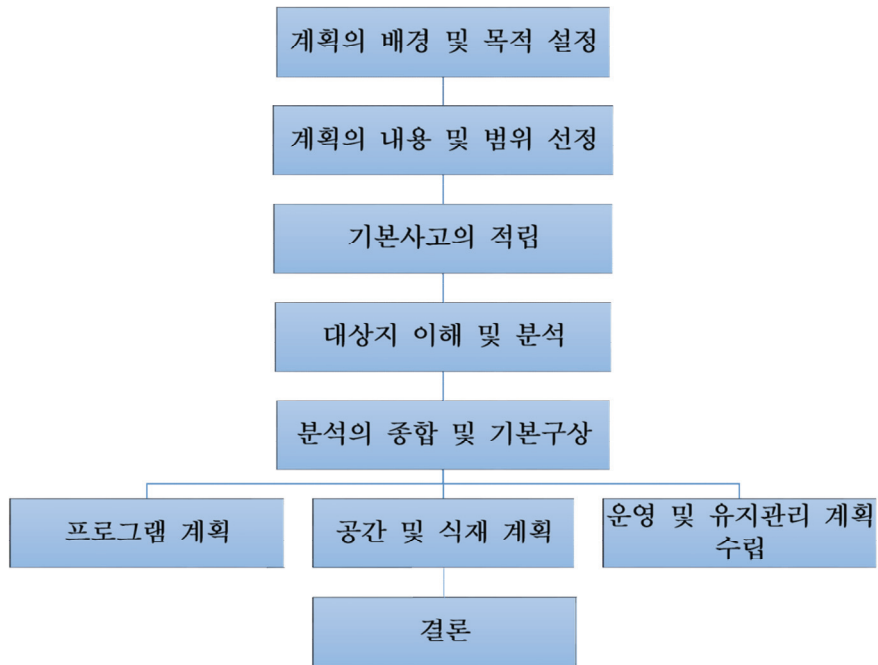 계획의 배경 및 목적 설정
계획의 내용 및 범위 선정
기본사고의 적립
대상지 이해 및 분석
분석의 종합 및 기본구상
프로그램 계획
공간 및 식재 계획
운영 및 유지관리 계획
수립
결론